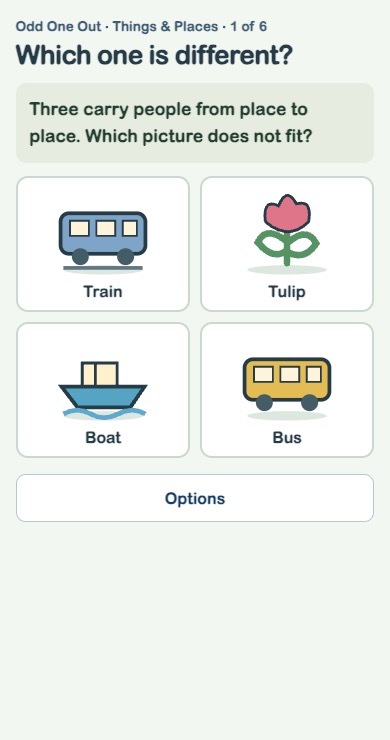 Odd One Out · Things & Places · 1 of 6
Which one is different?
Three carry people from place to
place. Which picture does not fit?
Train
Tulip
Boat
Bus
Options